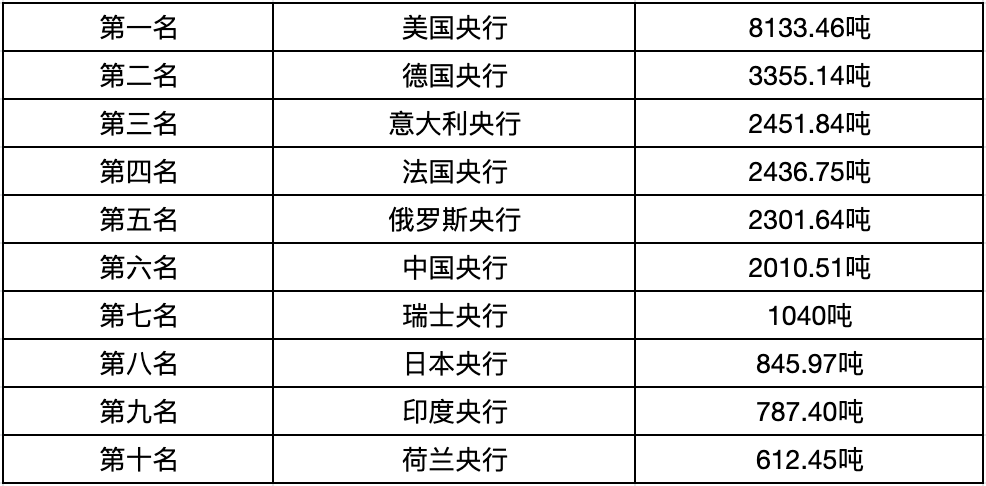 第一名 美国央行 8133.46吨
第二名 德国央行 3355.14吨
第三名 意大利央行 2451.84吨
第四名 法国央行 2436.75吨
第五名 俄罗斯央行 2301.64吨
第六名 中国央行 2010.51吨
第七名 瑞士央行 1040吨
第八名 日本央行 845.97吨
第九名 印度央行 787.40吨
第十名 荷兰央行 612.45吨